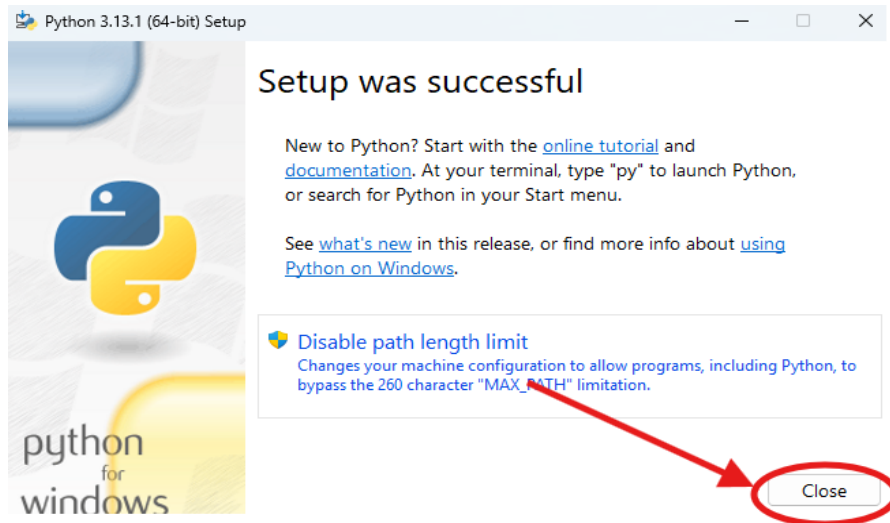 Python 3.13.1 (64-bit) Setup
Setup was successful
New to Python? Start with the online tutorial and
documentation. At your terminal, type "py" to launch Python,
or search for Python in your Start menu.
See what's new in this release, or find more info about using
Python on Windows.
Disable path length limit
Changes your machine configuration to allow programs, including Python, to
bypass the 260 character "MAX_PATH" limitation.
python
for
windows
Close